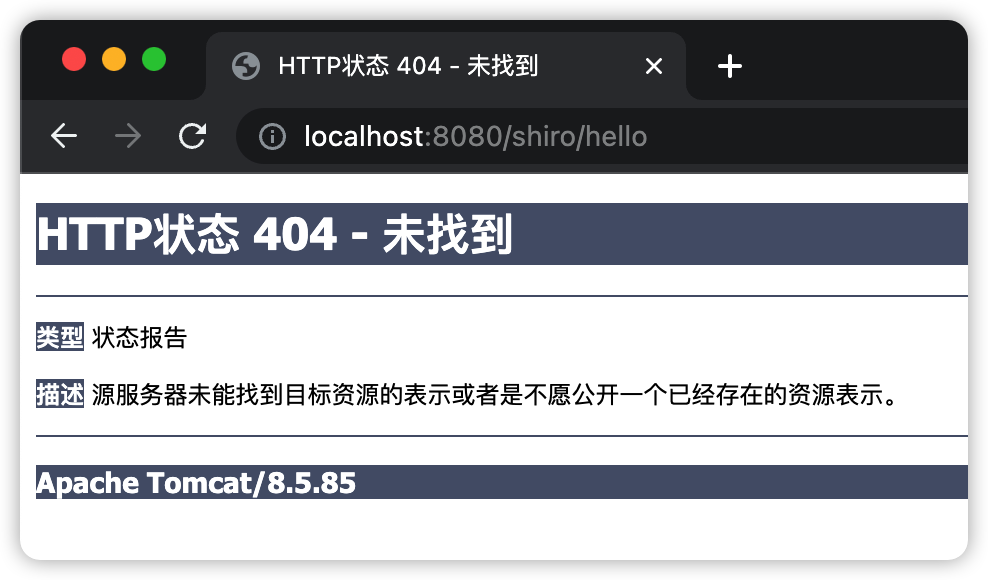 HTTP状态 404 - 未找到
localhost:8080/shiro/hello
HTTP状态 404 - 未找到
类型 状态报告
描述 源服务器未能找到目标资源的表示或者是不愿公开一个已经存在的资源表示。
Apache Tomcat/8.5.85